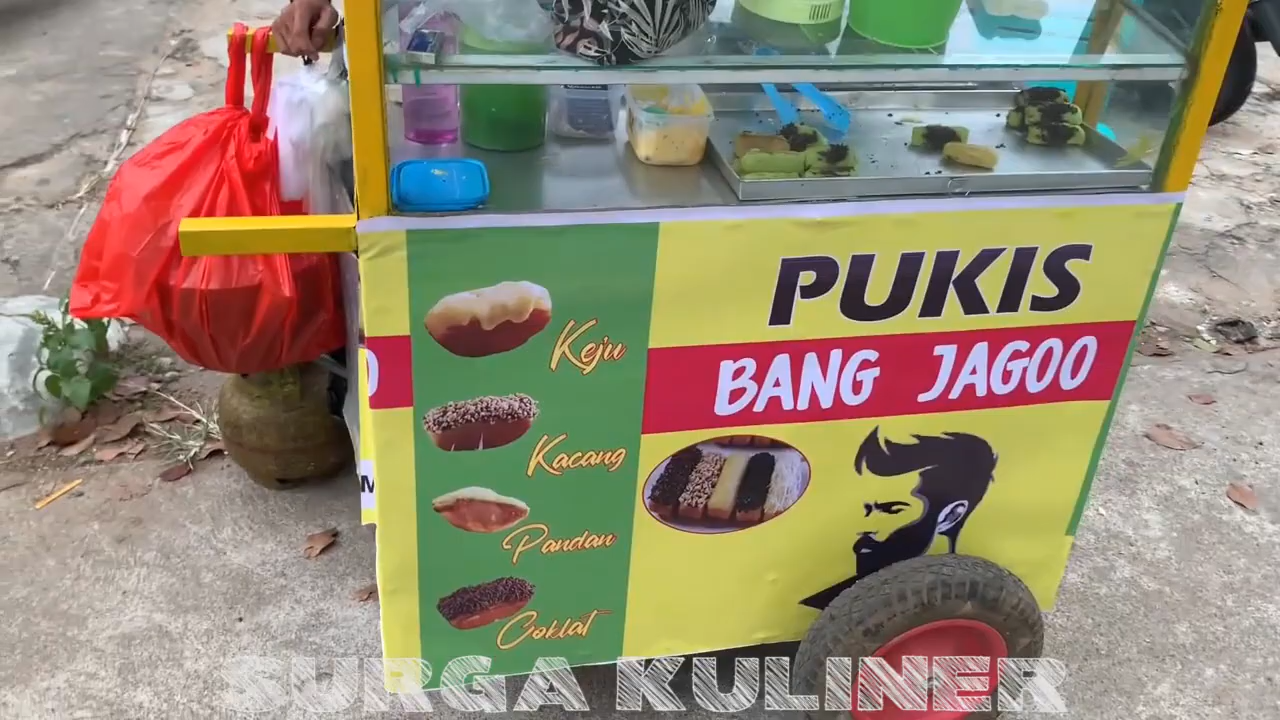 PUKIS
BANG JAGOO
Keju
Kacang
Pandan
Coklat
SURGA KULINER